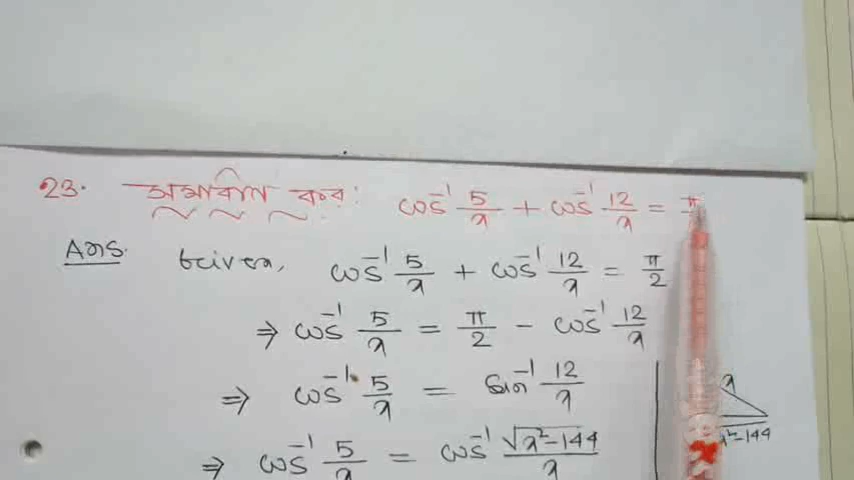 ২৩. সমাধান কর: cos⁻¹ 5/x + cos⁻¹ 12/x = π
Ans. Given, cos⁻¹ 5/x + cos⁻¹ 12/x = π/2
⇒ cos⁻¹ 5/x = π/2 - cos⁻¹ 12/x
⇒ cos⁻¹ 5/x = sin⁻¹ 12/x
x
x²-144
⇒ cos⁻¹ 5/x = cos⁻¹ √x²-144/x